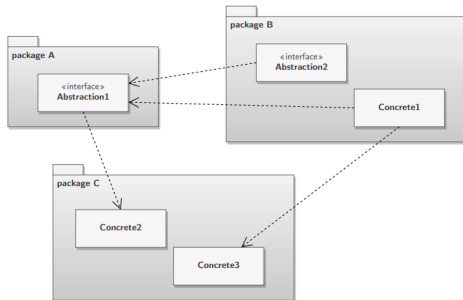 package B
package A
«interface»
Abstraction2
«interface»
Abstraction1
Concrete1
package C
Concrete2
Concrete3